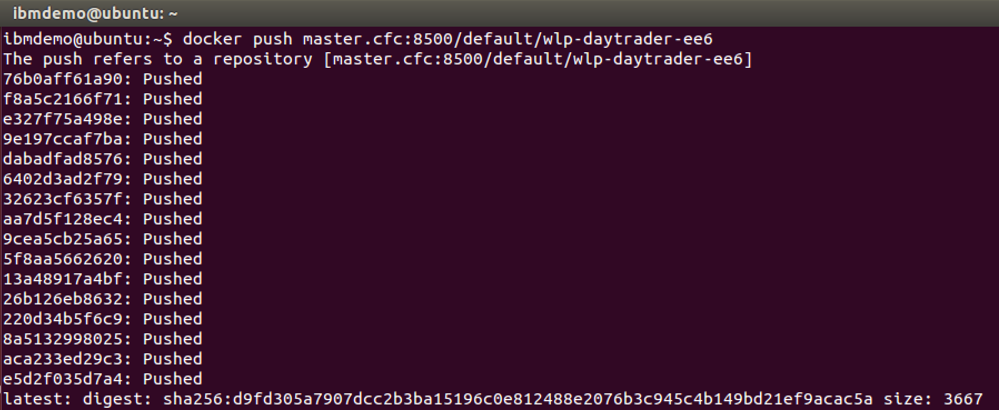 ibmdemo@ubuntu: ~
ibmdemo@ubuntu:~$ docker push master.cfc:8500/default/wlp-daytrader-ee6
The push refers to a repository [master.cfc:8500/default/wlp-daytrader-ee6]
76b0aff61a90: Pushed
f8a5c2166f71: Pushed
e327f75a498e: Pushed
9e197ccaf7ba: Pushed
dabadfad8576: Pushed
6402d3ad2f79: Pushed
32623cf6357f: Pushed
aa7d5f128ec4: Pushed
9cea5cb25a65: Pushed
5f8aa5662620: Pushed
13a48917a4bf: Pushed
26b126eb8632: Pushed
220d34b5f6c9: Pushed
8a5132998025: Pushed
aca233ed29c3: Pushed
e5d2f035d7a4: Pushed
latest: digest: sha256:d9fd305a7907dcc2b3ba15196c0e812488e2076b3c945c4b149bd21ef9acac5a size: 3667